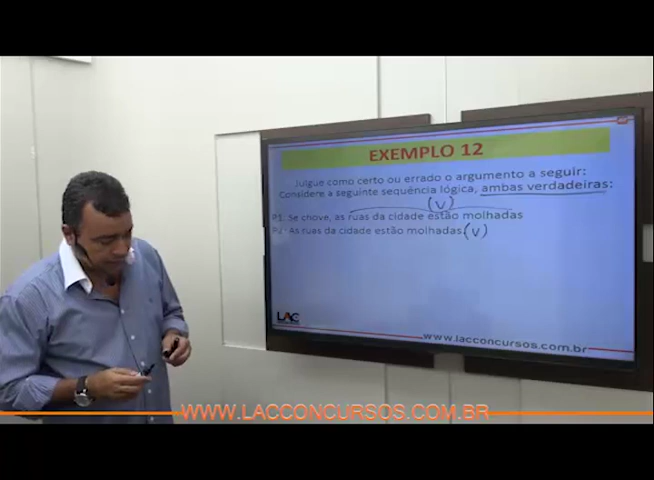 EXEMPLO 12
Julgue como certo ou errado o argumento a seguir:
Considere a seguinte sequência lógica, ambas verdadeiras:
(V)
P1: Se chove, as ruas da cidade estão molhadas
P2: As ruas da cidade estão molhadas.(V)
LAC
www.lacconcursos.com.br
WWW.LACCONCURSOS.COM.BR